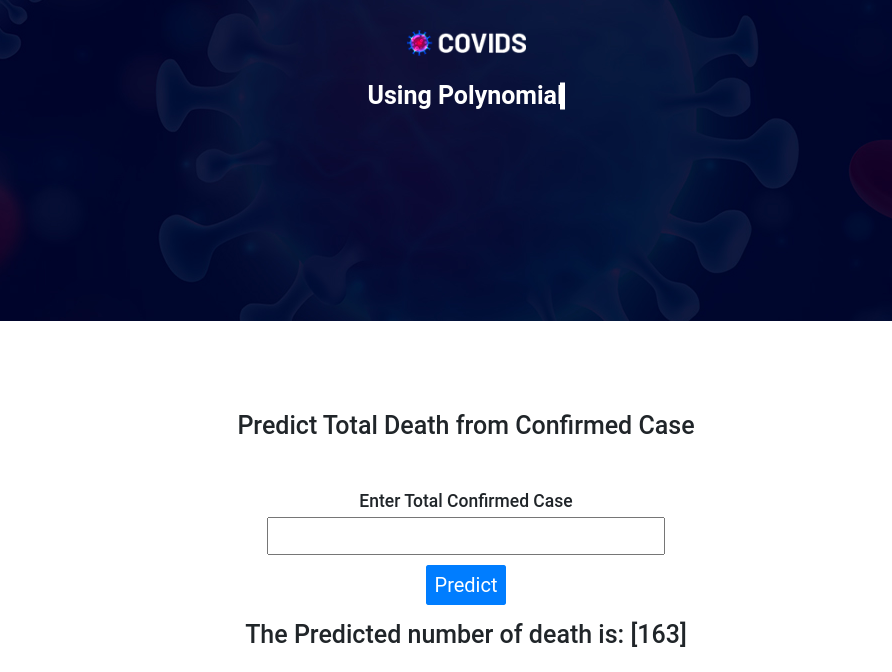 COVIDS
Using Polynomial
Predict Total Death from Confirmed Case
Enter Total Confirmed Case
Predict
The Predicted number of death is: [163]